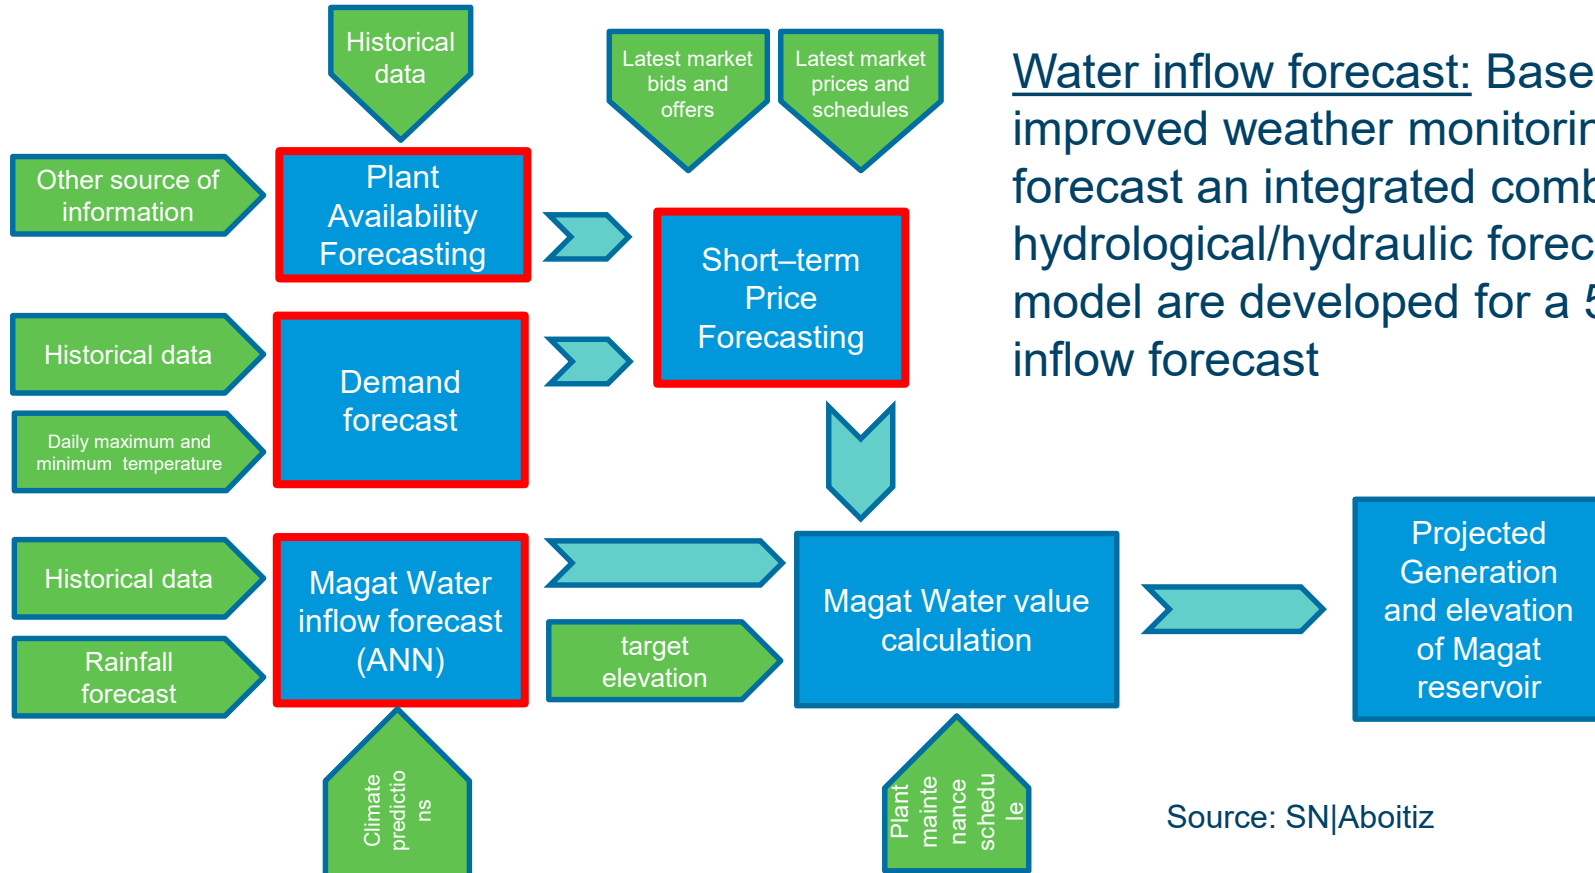 Historical
data
Latest market
bids and
offers
Latest market
prices and
schedules
Water inflow forecast: Base
improved weather monitorin
forecast an integrated comb
hydrological/hydraulic forec
model are developed for a 5
inflow forecast
Other source of
information
Plant
Availability
Forecasting
Short–term
Price
Forecasting
Historical data
Daily maximum and
minimum temperature
Demand
forecast
Historical data
Rainfall
forecast
Magat Water
inflow forecast
(ANN)
target
elevation
Magat Water value
calculation
Projected
Generation
and elevation
of Magat
reservoir
Climate
predictio
ns
Plant
mainte
nance
schedu
le
Source: SN|Aboitiz